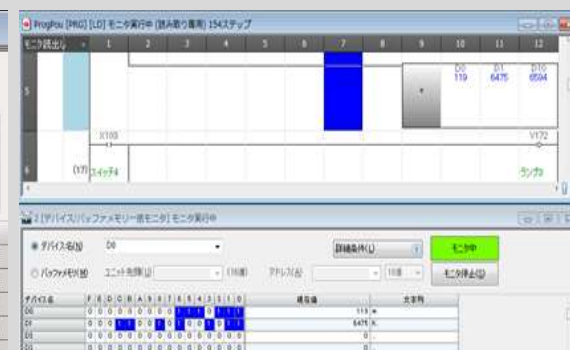 ProgPou [PRG] [LD] モニタ実行中 (読み取り専用) 154ステップ
モニタ読出し 1 2 3 4 5 6 7 8 9 10 11 12
D0 D1 D10
5 + 119 6475 6594
X103 Y172
6 (17) スイッチ4 ランプ3
2 [デバイス/バッファメモリ一括モニタ] モニタ実行中
デバイス名(N) D0 詳細条件(L) モニタ中
バッファメモリ(M) ユニット先頭(U) (16進) アドレス(A) 10進 モニタ停止(S)
デバイス名 F E D C B A 9 8 7 6 5 4 3 2 1 0 現在値 文字列
D0 0 0 0 0 0 0 0 0 0 1 1 1 0 1 1 1 119 w.
D1 0 0 0 1 1 0 0 1 0 1 0 0 1 0 1 1 6475 K.
D2 0 0 0 0 0 0 0 0 0 0 0 0 0 0 0 0 0 ..
D3 0 0 0 0 0 0 0 0 0 0 0 0 0 0 0 0 0 ..